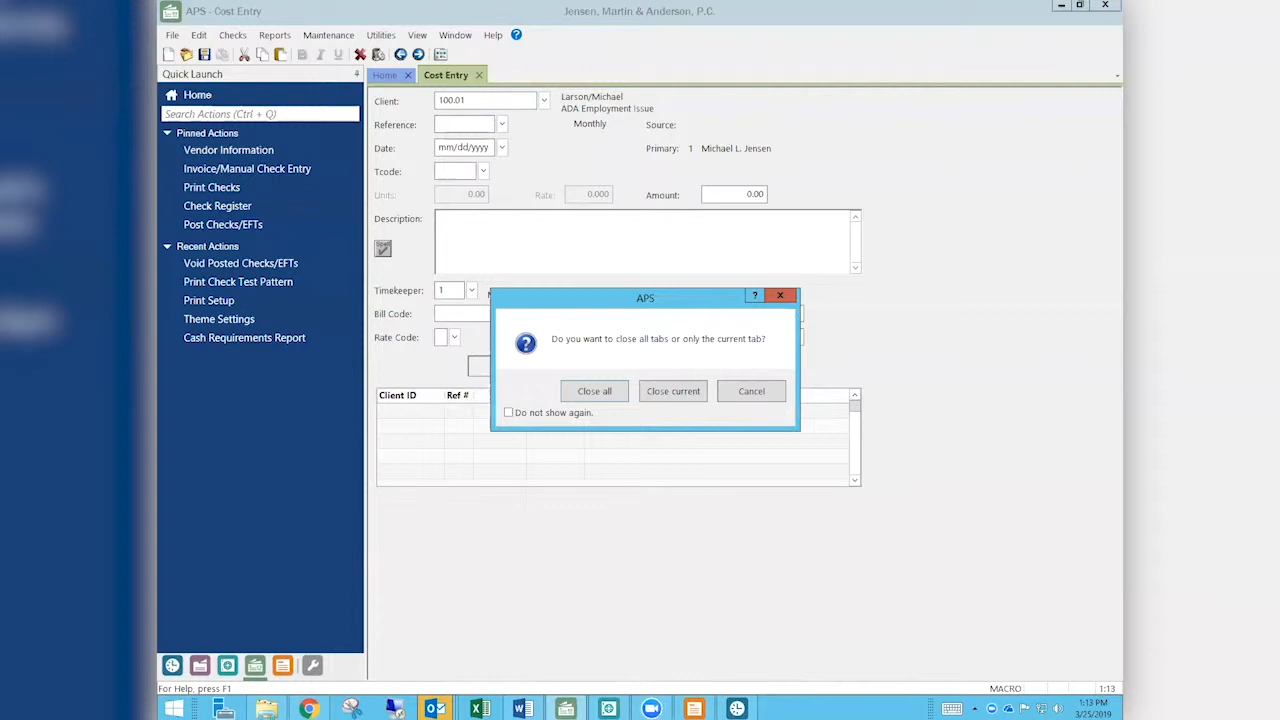 APS - Cost Entry
Jensen, Martin & Anderson, P.C.
File Edit Checks Reports Maintenance Utilities View Window Help
Quick Launch
Home
Search Actions (Ctrl + Q)
Pinned Actions
Vendor Information
Invoice/Manual Check Entry
Print Checks
Check Register
Post Checks/EFTs
Recent Actions
Void Posted Checks/EFTs
Print Check Test Pattern
Print Setup
Theme Settings
Cash Requirements Report
Home Cost Entry
Client: 100.01 Larson/Michael
ADA Employment Issue
Reference: Monthly Source:
Date: mm/dd/yyyy Primary: 1 Michael L. Jensen
Tcode:
Units: 0.00 Rate: 0.000 Amount: 0.00
Description:
Timekeeper: 1
Bill Code:
Rate Code:
Client ID Ref #
APS
Do you want to close all tabs or only the current tab?
Close all Close current Cancel
Do not show again.
For Help, press F1
MACRO 1:13
1:13 PM
3/25/2019